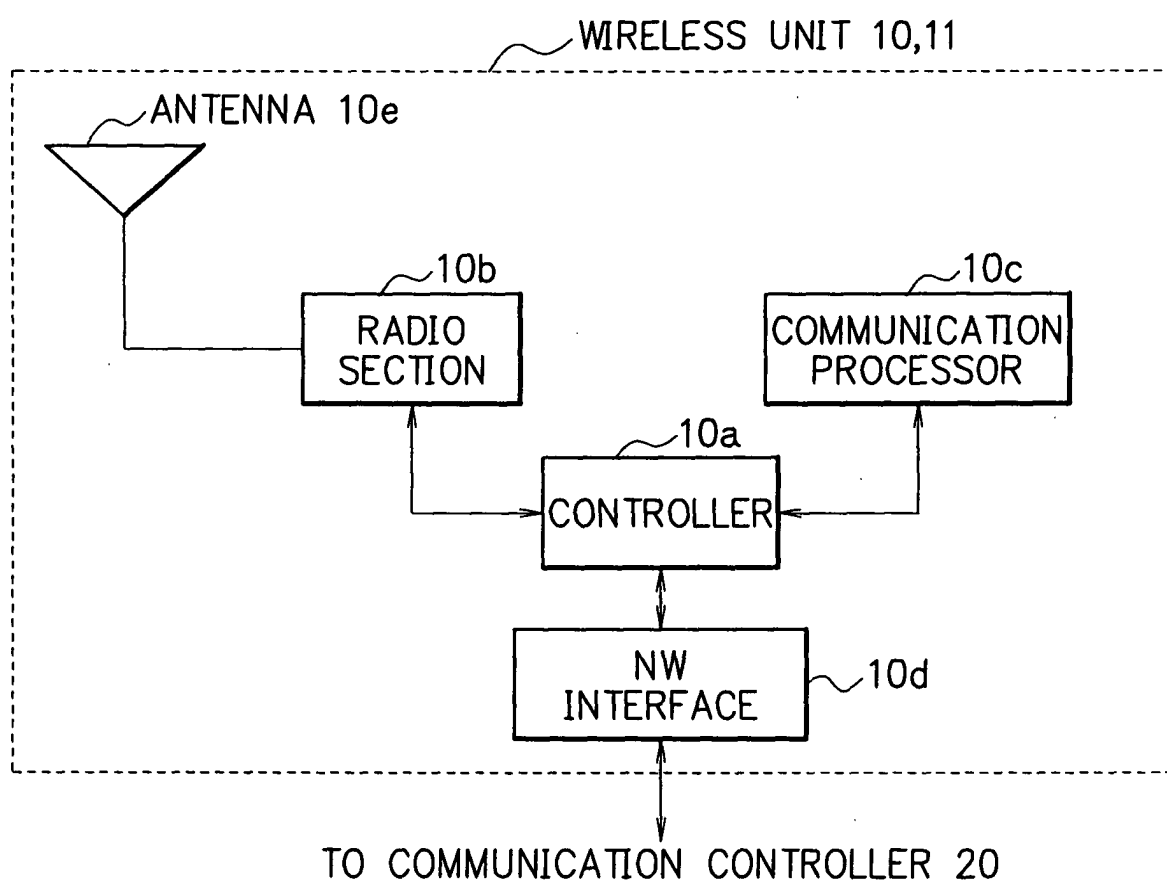 WIRELESS UNIT 10,11
ANTENNA 10e
10b
RADIO
SECTION
10c
COMMUNICATION
PROCESSOR
10a
CONTROLLER
NW
INTERFACE
10d
TO COMMUNICATION CONTROLLER 20